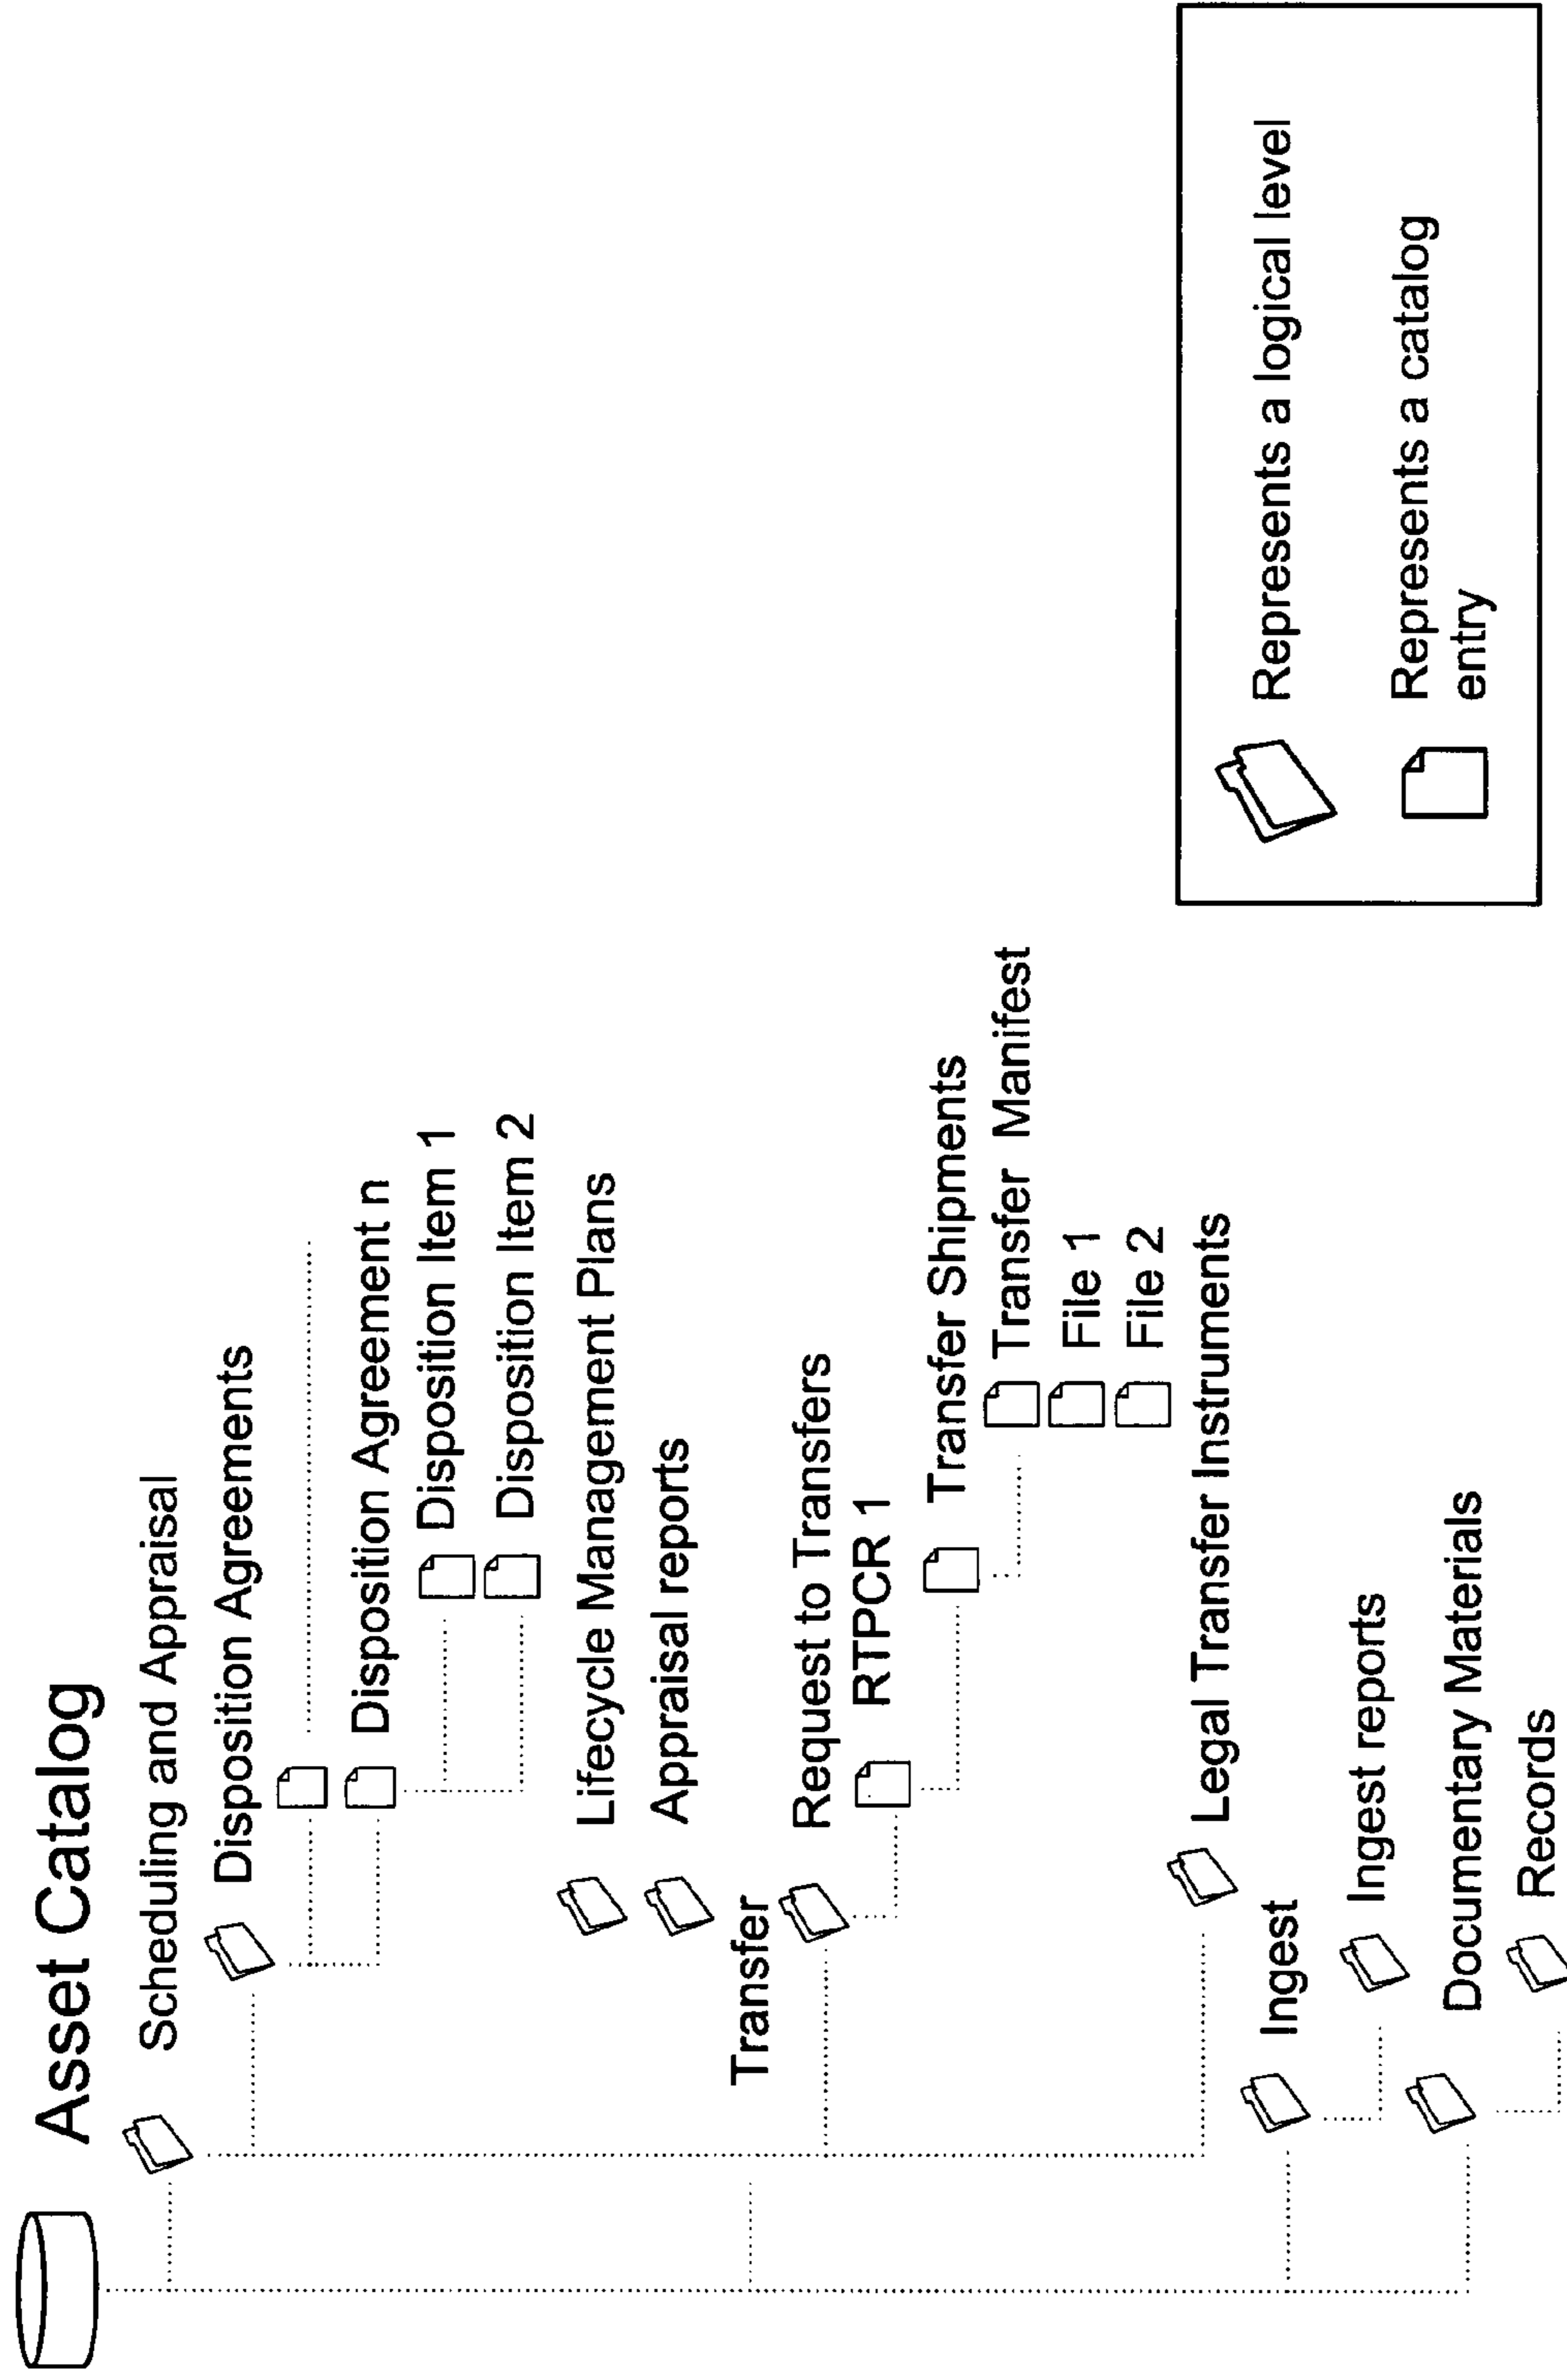 Asset Catalog
Scheduling and Appraisal
Disposition Agreements
Disposition Agreement n
Disposition Item 1
Disposition Item 2
Lifecycle Management Plans
Appraisal reports
Transfer
Request to Transfers
RTPCR 1
Transfer Shipments
Transfer Manifest
File 1
File 2
Legal Transfer Instruments
Ingest
Ingest reports
Documentary Materials
Records
Represents a logical level
Represents a catalog
entry